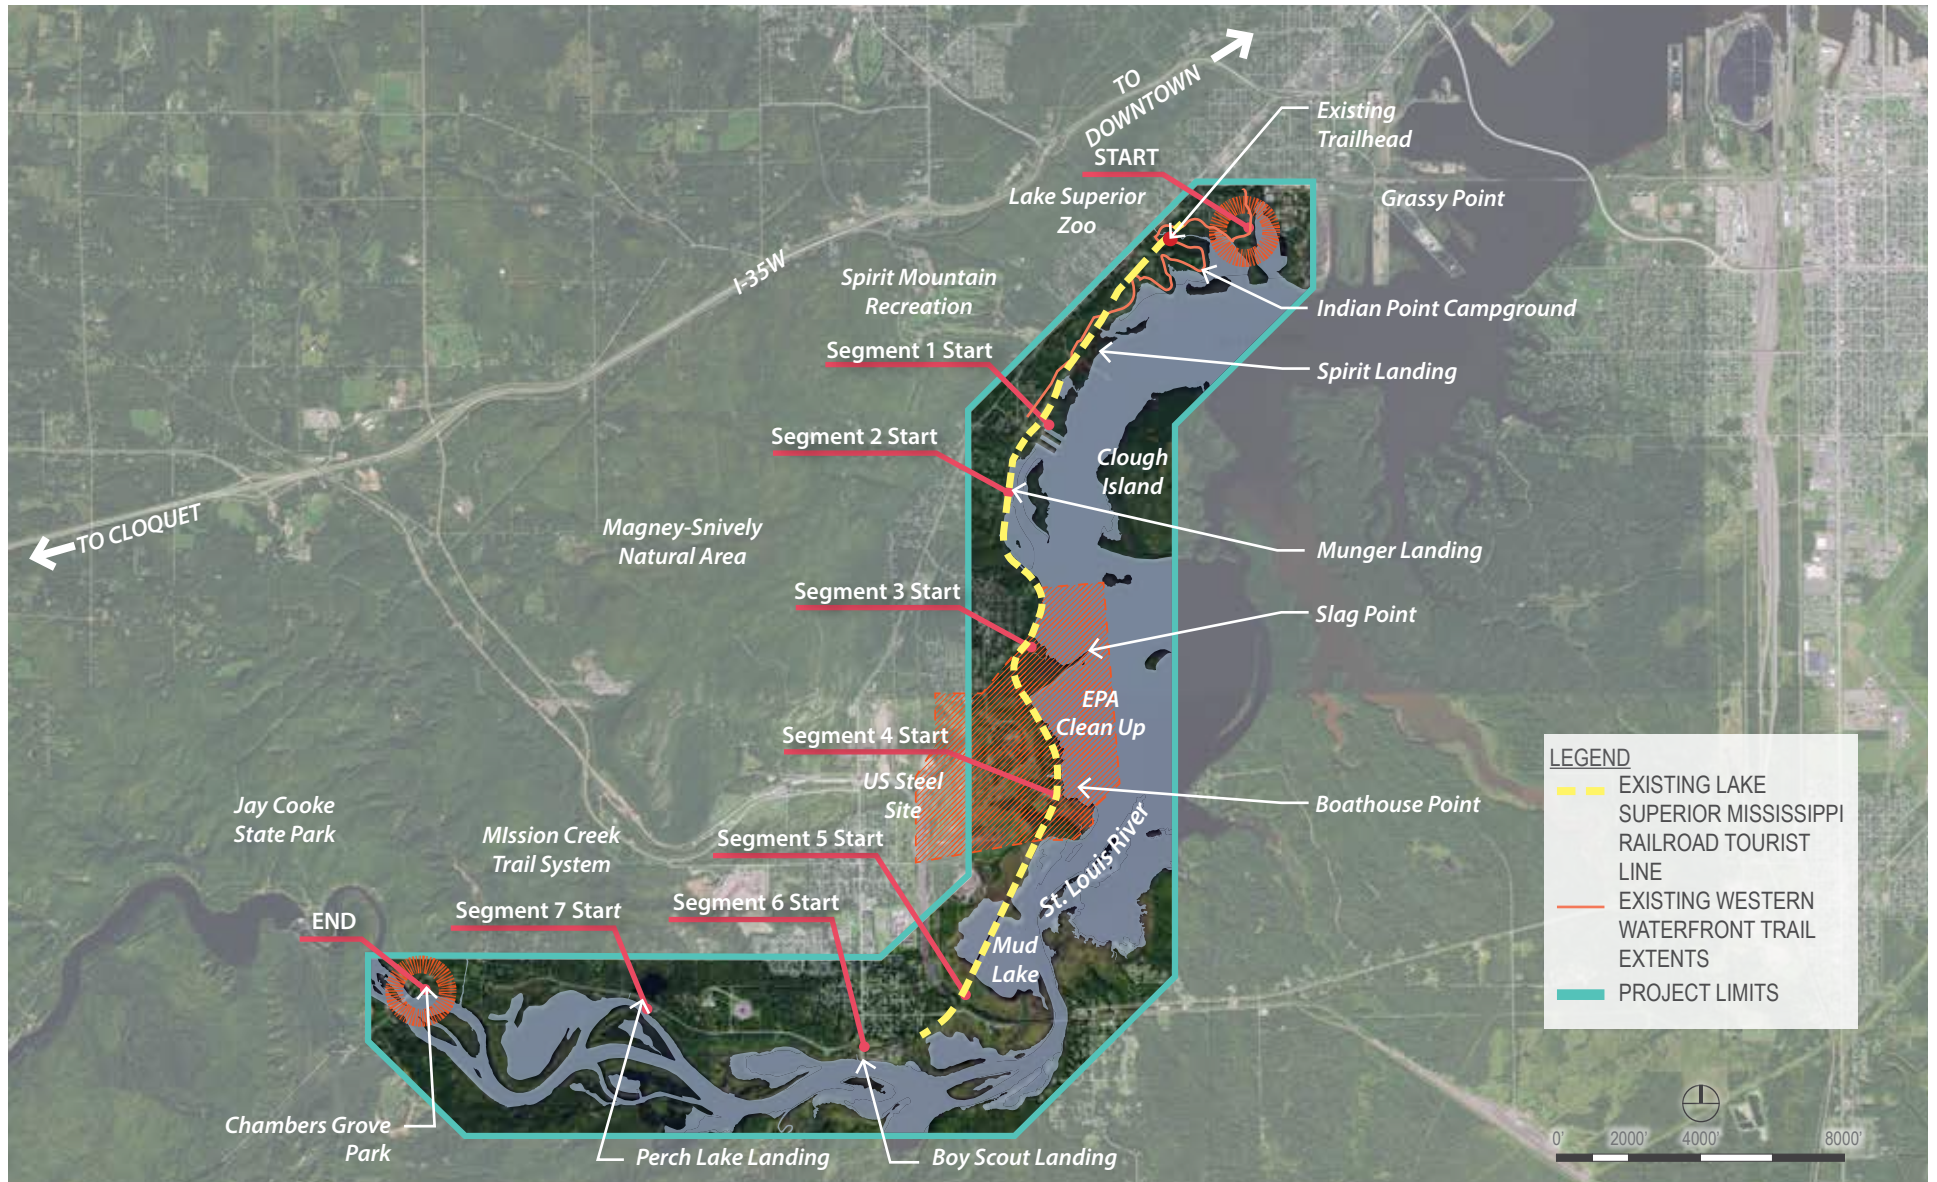 TO
DOWNTOWN
Existing
Trailhead
START
Lake Superior
Zoo
Grassy Point
I-35W
Spirit Mountain
Recreation
Indian Point Campground
Segment 1 Start
Spirit Landing
Segment 2 Start
Clough
Island
TO CLOQUET
Magney-Snively
Natural Area
Munger Landing
Segment 3 Start
Slag Point
EPA
Clean Up
Segment 4 Start
US Steel
Site
Boathouse Point
Jay Cooke
State Park
MIssion Creek
Trail System
Segment 5 Start
St. Louis River
Segment 6 Start
Segment 7 Start
END
Mud
Lake
Chambers Grove
Park
Perch Lake Landing
Boy Scout Landing
LEGEND
EXISTING LAKE
SUPERIOR MISSISSIPPI
RAILROAD TOURIST
LINE
EXISTING WESTERN
WATERFRONT TRAIL
EXTENTS
PROJECT LIMITS
0' 2000' 4000' 8000'